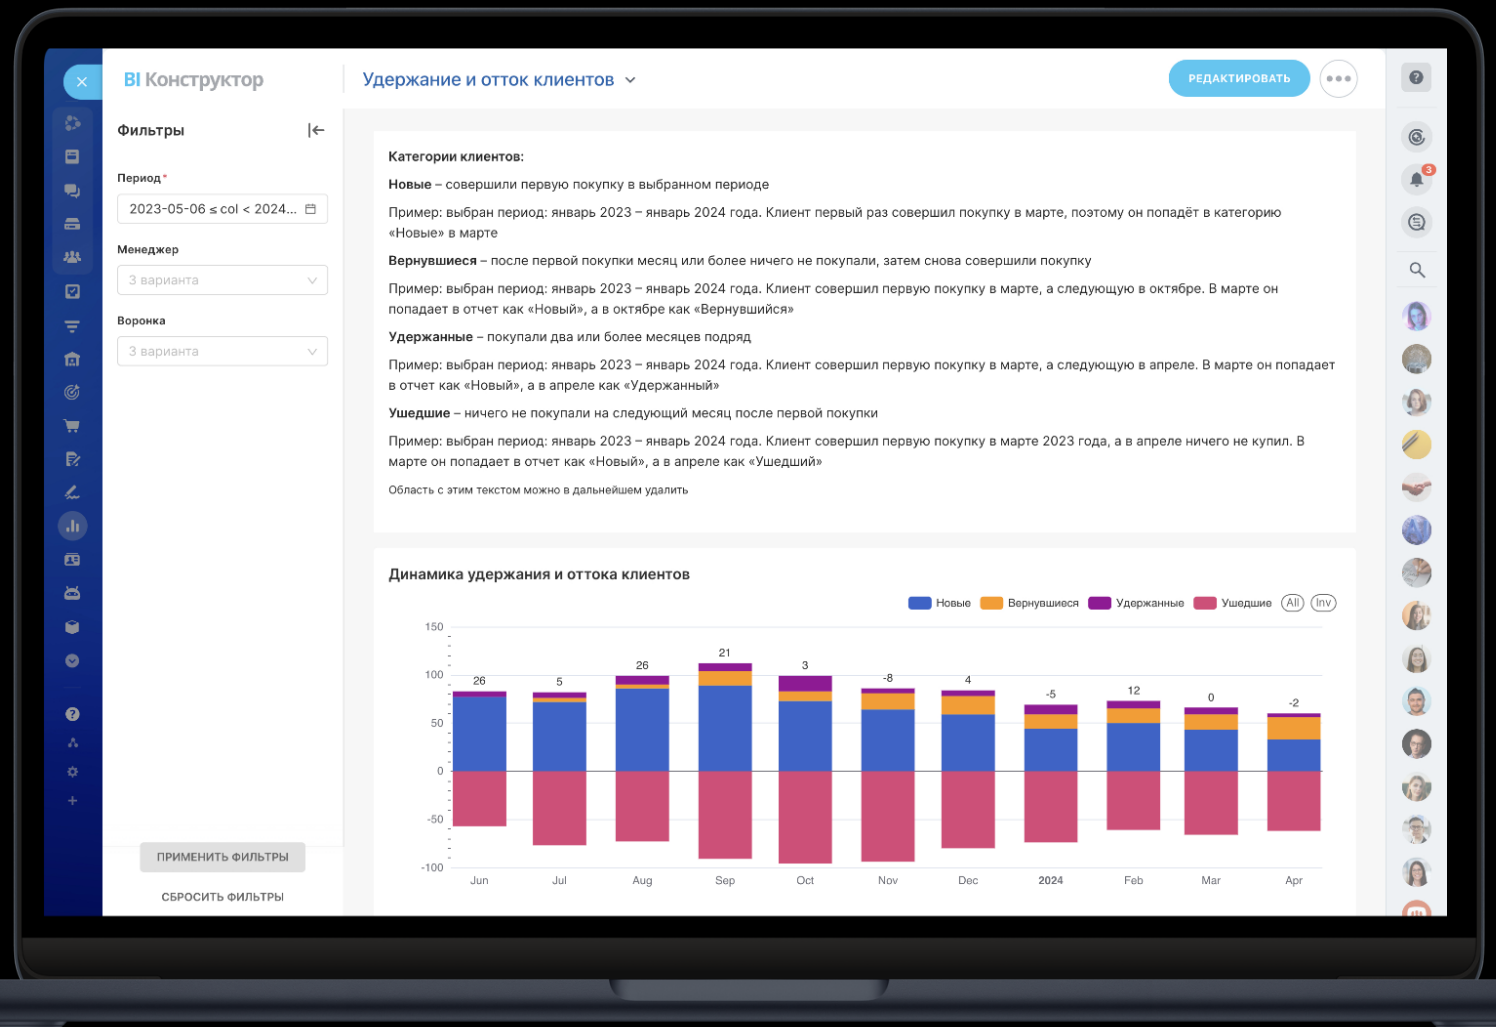 BI Конструктор
Удержание и отток клиентов
РЕДАКТИРОВАТЬ
Фильтры
Период*
2023-05-06 ≤ col < 2024...
Менеджер
3 варианта
Воронка
3 варианта
ПРИМЕНИТЬ ФИЛЬТРЫ
СБРОСИТЬ ФИЛЬТРЫ
Категории клиентов:
Новые – совершили первую покупку в выбранном периоде
Пример: выбран период: январь 2023 – январь 2024 года. Клиент первый раз совершил покупку в марте, поэтому он попадёт в категорию
«Новые» в марте
Вернувшиеся – после первой покупки месяц или более ничего не покупали, затем снова совершили покупку
Пример: выбран период: январь 2023 – январь 2024 года. Клиент совершил первую покупку в марте, а следующую в октябре. В марте он
попадает в отчет как «Новый», а в октябре как «Вернувшийся»
Удержанные – покупали два или более месяцев подряд
Пример: выбран период: январь 2023 – январь 2024 года. Клиент совершил первую покупку в марте, а следующую в апреле. В марте он попадает
в отчет как «Новый», а в апреле как «Удержанный»
Ушедшие – ничего не покупали на следующий месяц после первой покупки
Пример: выбран период: январь 2023 – январь 2024 года. Клиент совершил первую покупку в марте 2023 года, а в апреле ничего не купил. В
марте он попадает в отчет как «Новый», а в апреле как «Ушедший»
Область с этим текстом можно в дальнейшем удалить
Динамика удержания и оттока клиентов
Новые Вернувшиеся Удержанные Ушедшие All Inv
150
100
50
0
-50
-100
26 5 26 21 3 -8 4 -5 12 0 -2
Jun Jul Aug Sep Oct Nov Dec 2024 Feb Mar Apr
3